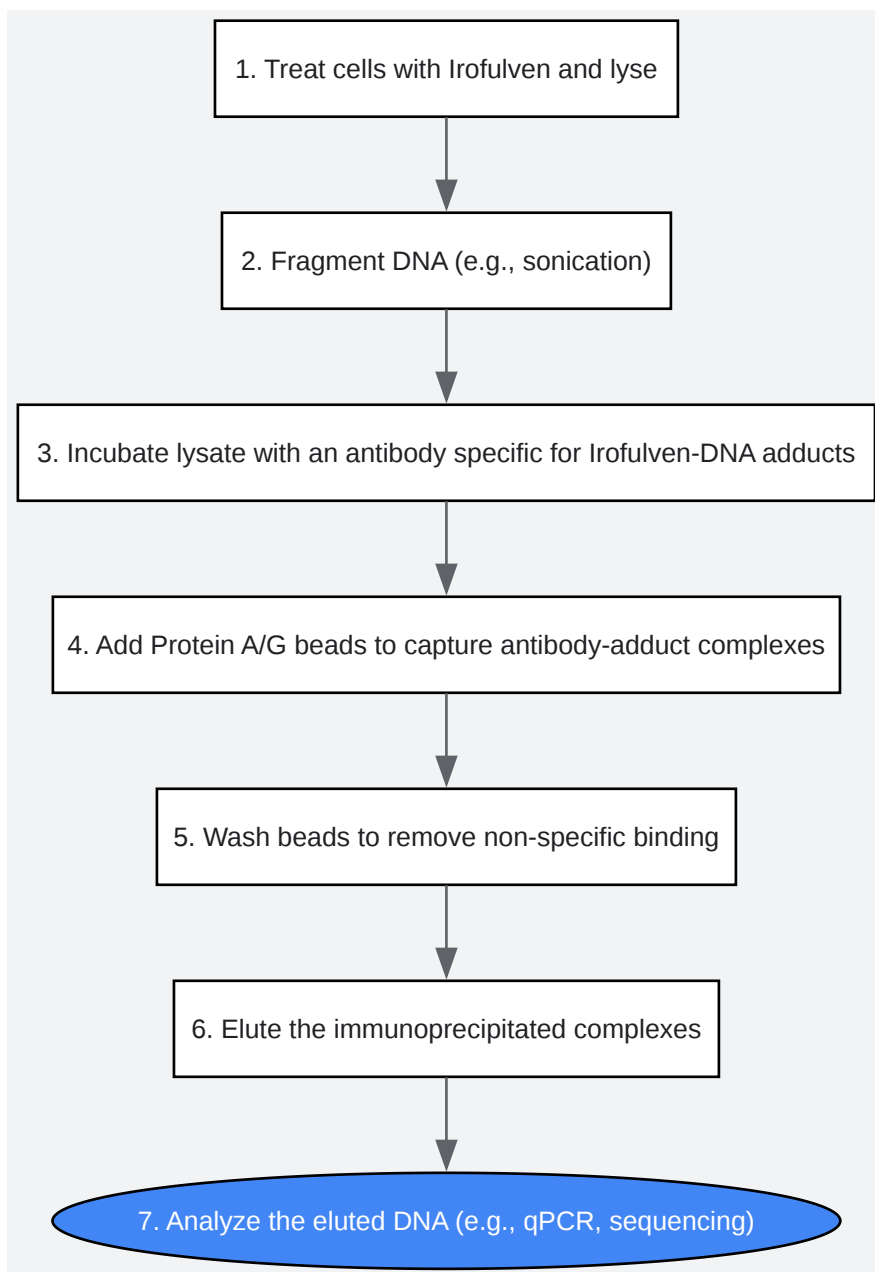 1. Treat cells with Irofulven and lyse
2. Fragment DNA (e.g., sonication)
3. Incubate lysate with an antibody specific for Irofulven-DNA adducts
4. Add Protein A/G beads to capture antibody-adduct complexes
5. Wash beads to remove non-specific binding
6. Elute the immunoprecipitated complexes
7. Analyze the eluted DNA (e.g., qPCR, sequencing)